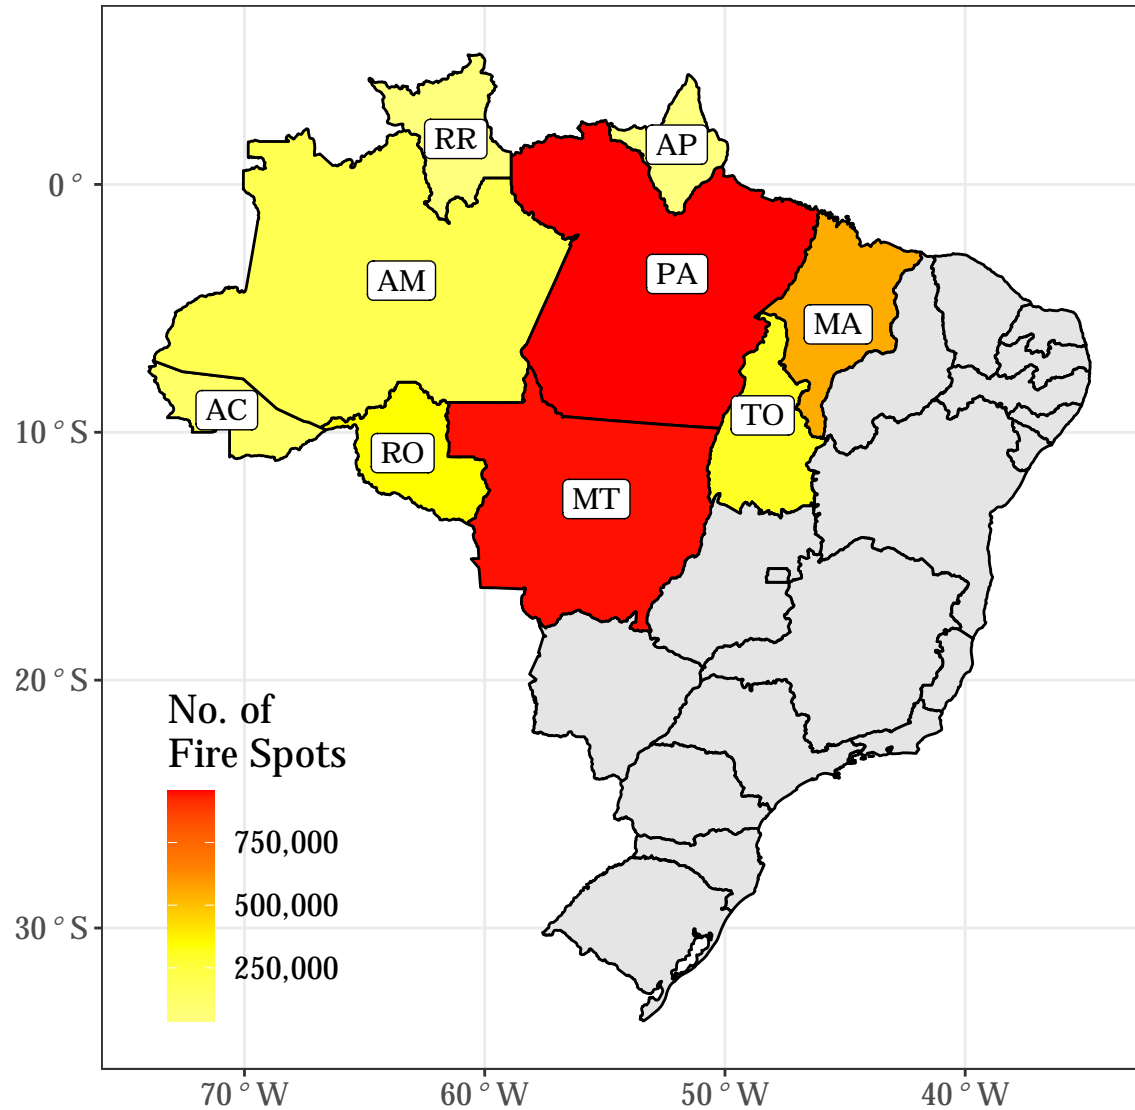 RR
AP
0°
AM
PA
MA
AC
TO
10°S
RO
MT
20°S
No. of
Fire Spots
750,000
500,000
250,000
30°S
70°W 60°W 50°W 40°W